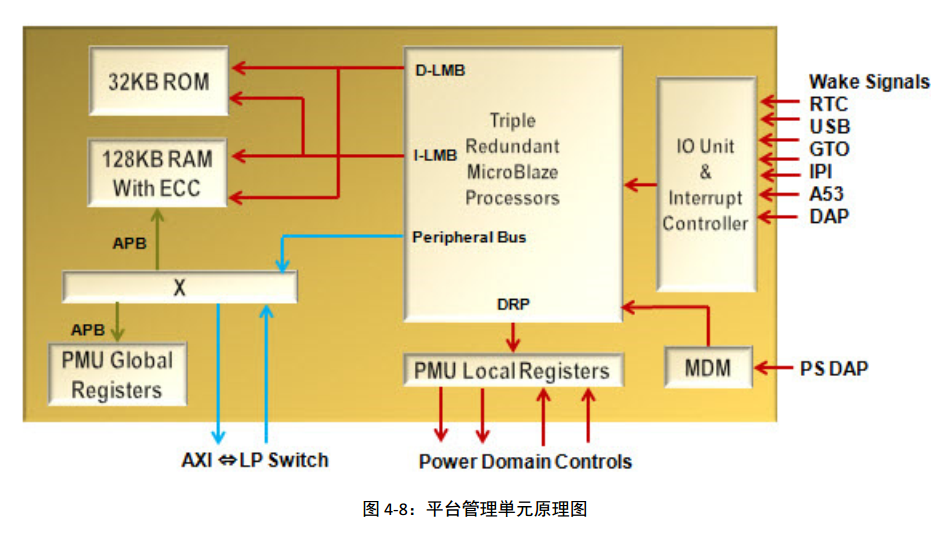 32KB ROM
128KB RAM
With ECC
APB
X
APB
PMU Global
Registers
AXI ⇔LP Switch
D-LMB
I-LMB
Triple
Redundant
MicroBlaze
Processors
Peripheral Bus
DRP
PMU Local Registers
Power Domain Controls
IO Unit
&
Interrupt
Controller
MDM
Wake Signals
RTC
USB
GTO
IPI
A53
DAP
PS DAP
图 4-8：平台管理单元原理图